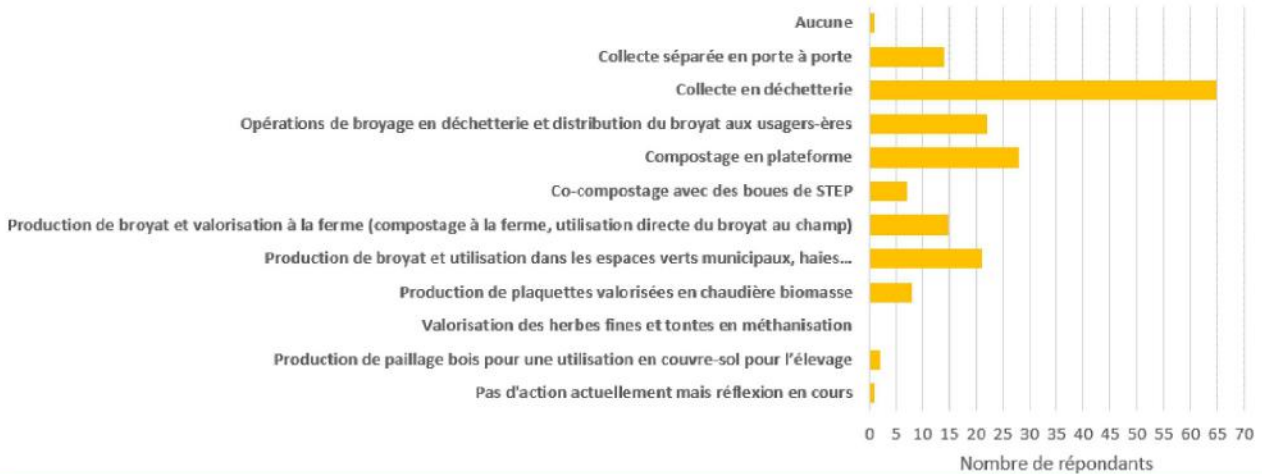 Aucune
Collecte séparée en porte à porte
Collecte en déchetterie
Opérations de broyage en déchetterie et distribution du broyat aux usagers-ères
Compostage en plateforme
Co-compostage avec des boues de STEP
Production de broyat et valorisation à la ferme (compostage à la ferme, utilisation directe du broyat au champ)
Production de broyat et utilisation dans les espaces verts municipaux, haies...
Production de plaquettes valorisées en chaudière biomasse
Valorisation des herbes fines et tontes en méthanisation
Production de paillage bois pour une utilisation en couvre-sol pour l'élevage
Pas d'action actuellement mais réflexion en cours
0 5 10 15 20 25 30 35 40 45 50 55 60 65 70
Nombre de répondants